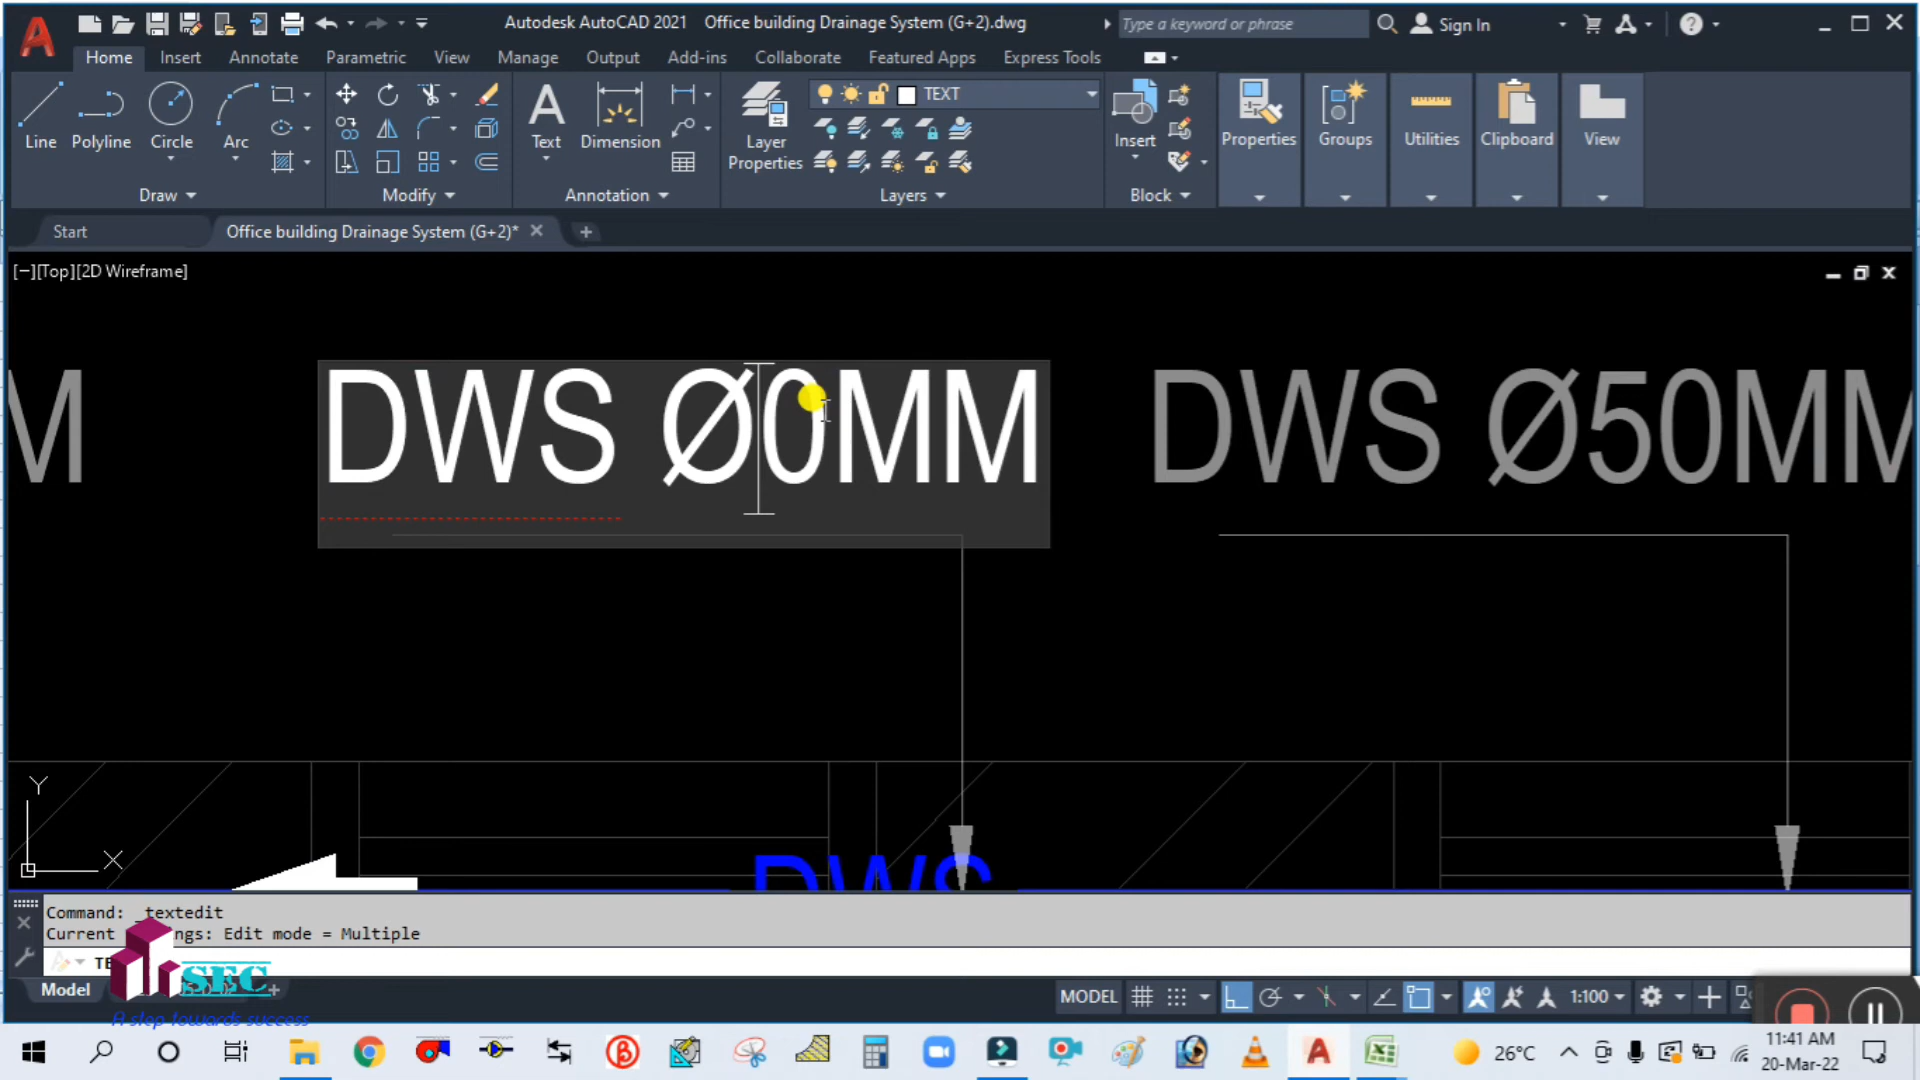 Autodesk AutoCAD 2021 Office building Drainage System (G+2).dwg
Type a keyword or phrase
Sign In
Home Insert Annotate Parametric View Manage Output Add-ins Collaborate Featured Apps Express Tools
Line Polyline Circle Arc
Text Dimension
Layer Properties
TEXT
Insert
Properties Groups Utilities Clipboard View
Draw Modify Annotation Layers Block
Start Office building Drainage System (G+2)*
[−][Top][2D Wireframe]
M DWS Ø0MM DWS Ø50MM
Y
X
DWS
Command: _textedit
Current ngs: Edit mode = Multiple
TE
SEC
Model
MODEL 1:100
A step towards success
26°C
11:41 AM
20-Mar-22